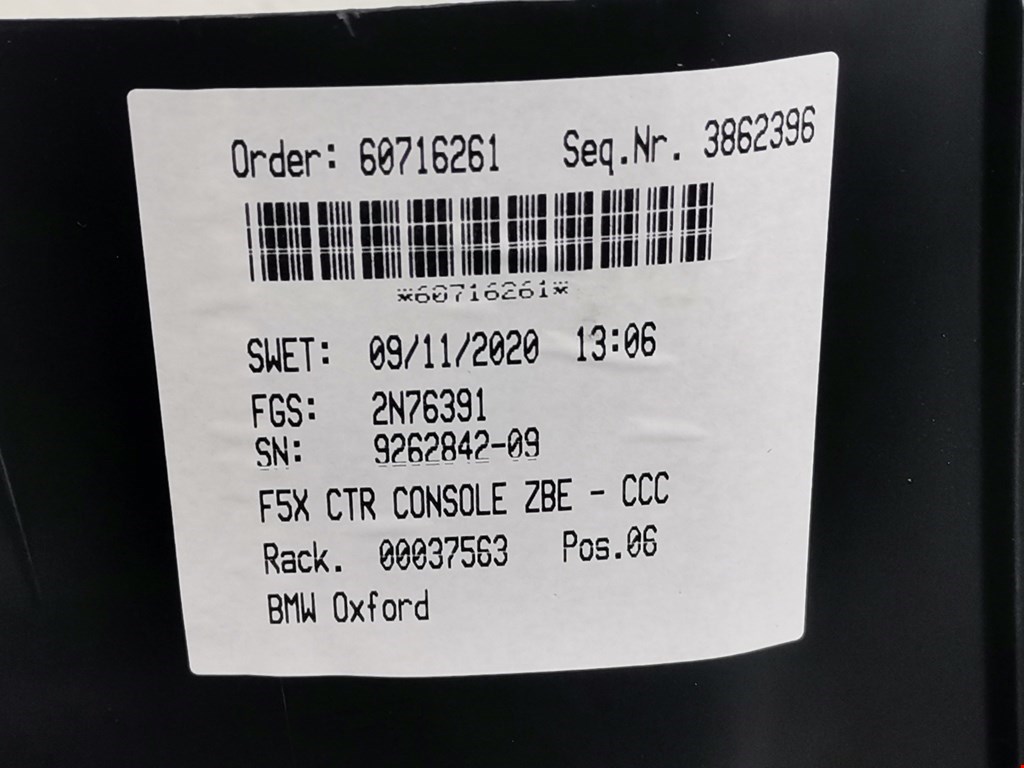 Order: 60716261 Seq.Nr. 3862396
*60716261*
SWET: 09/11/2020 13:06
FGS: 2N76391
SN: 9262842-09
F5X CTR CONSOLE ZBE - CCC
Rack. 00037563 Pos.06
BMW Oxford